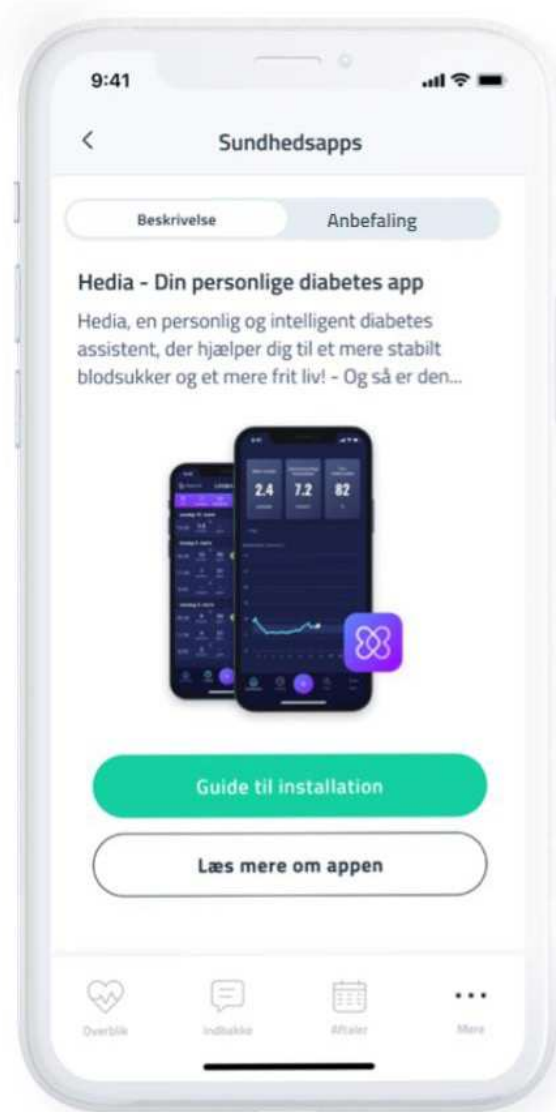 9:41
Sundhedsapps
Beskrivelse
Anbefaling
Hedia - Din personlige diabetes app
Hedia, en personlig og intelligent diabetes
assistent, der hjælper dig til et mere stabilt
blodsukker og et mere frit liv! - Og så er den...
2.4
7.2
82
Guide til installation
Læs mere om appen
Overblik
Indbakke
Aftaler
Mere